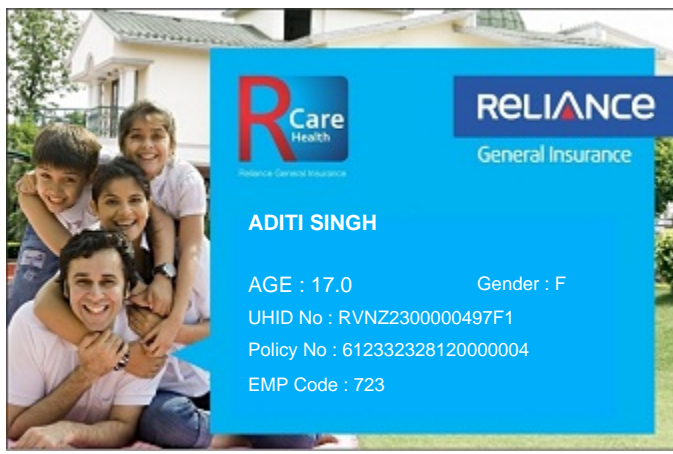 R Care
Health
Reliance General Insurance
RELIANCE
General Insurance
ADITI SINGH
AGE : 17.0 Gender : F
UHID No : RVNZ2300000497F1
Policy No : 612332328120000004
EMP Code : 723